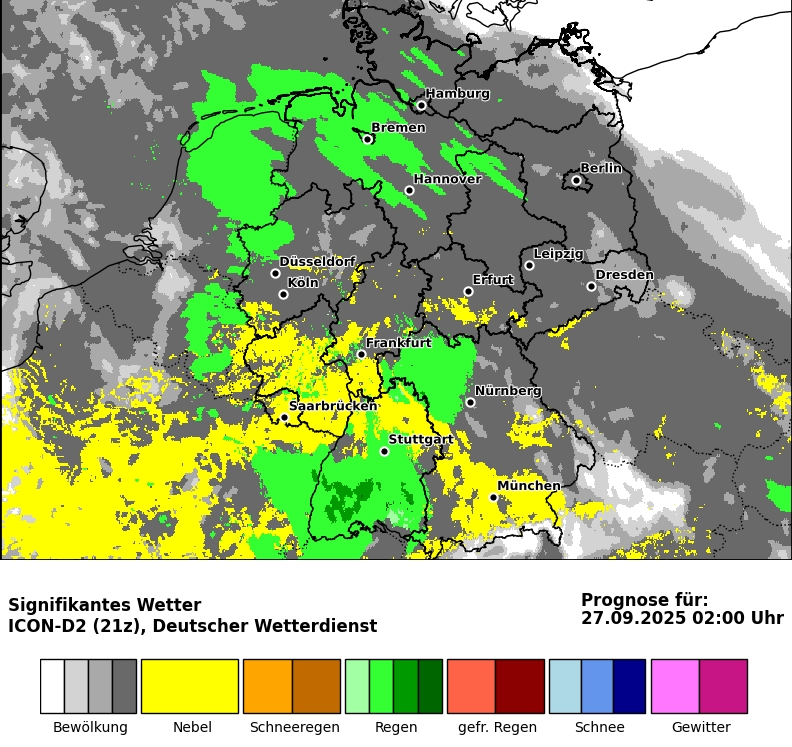 Hamburg
Bremen
Berlin
Hannover
Leipzig
Düsseldorf
Dresden
Köln
Erfurt
Frankfurt
Nürnberg
Saarbrücken
Stuttgart
München
Signifikantes Wetter
ICON-D2 (21z), Deutscher Wetterdienst
Prognose für:
27.09.2025 02:00 Uhr
Bewölkung
Nebel
Schneeregen
Regen
gefr. Regen
Schnee
Gewitter